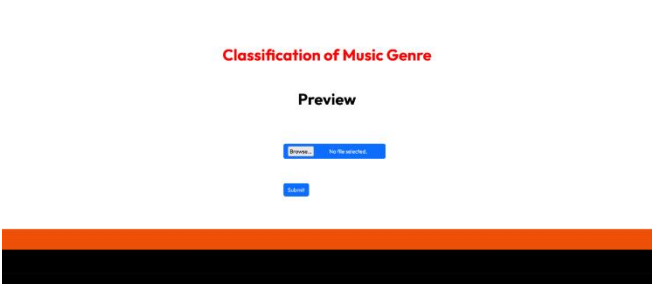 Classification of Music Genre
Preview
Browse... No file selected.
Submit